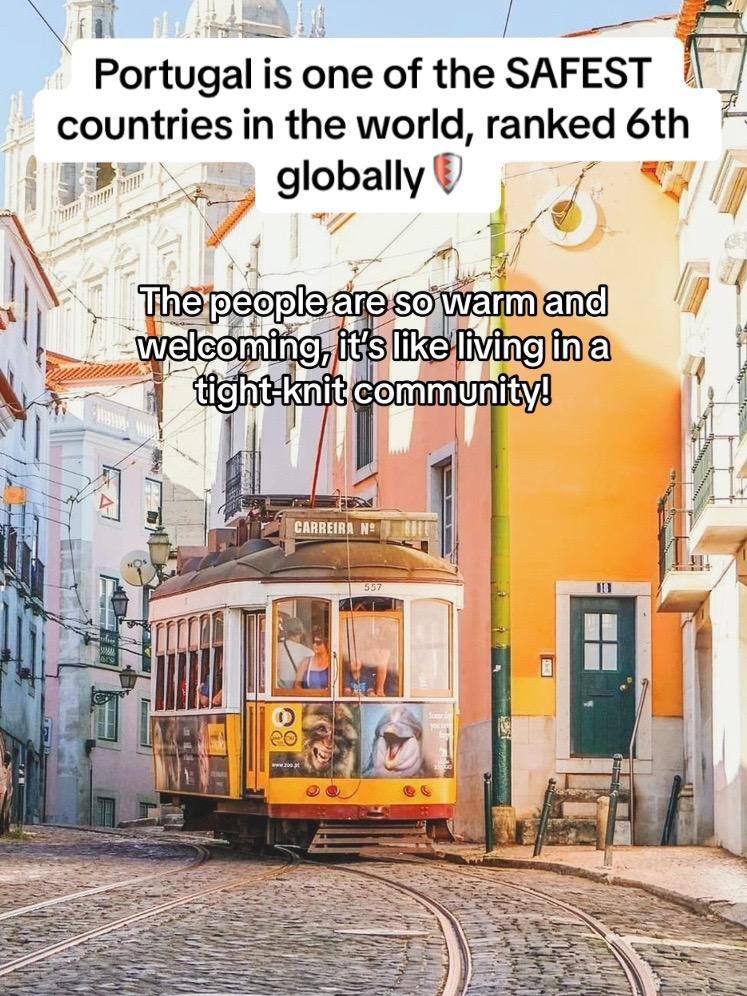 Portugal is one of the SAFEST
countries in the world, ranked 6th
globally
The people are so warm and
welcoming, it's like living in a
tight-knit community!
CARREIRA Nº
557
18
NOS
www.zoo.pt